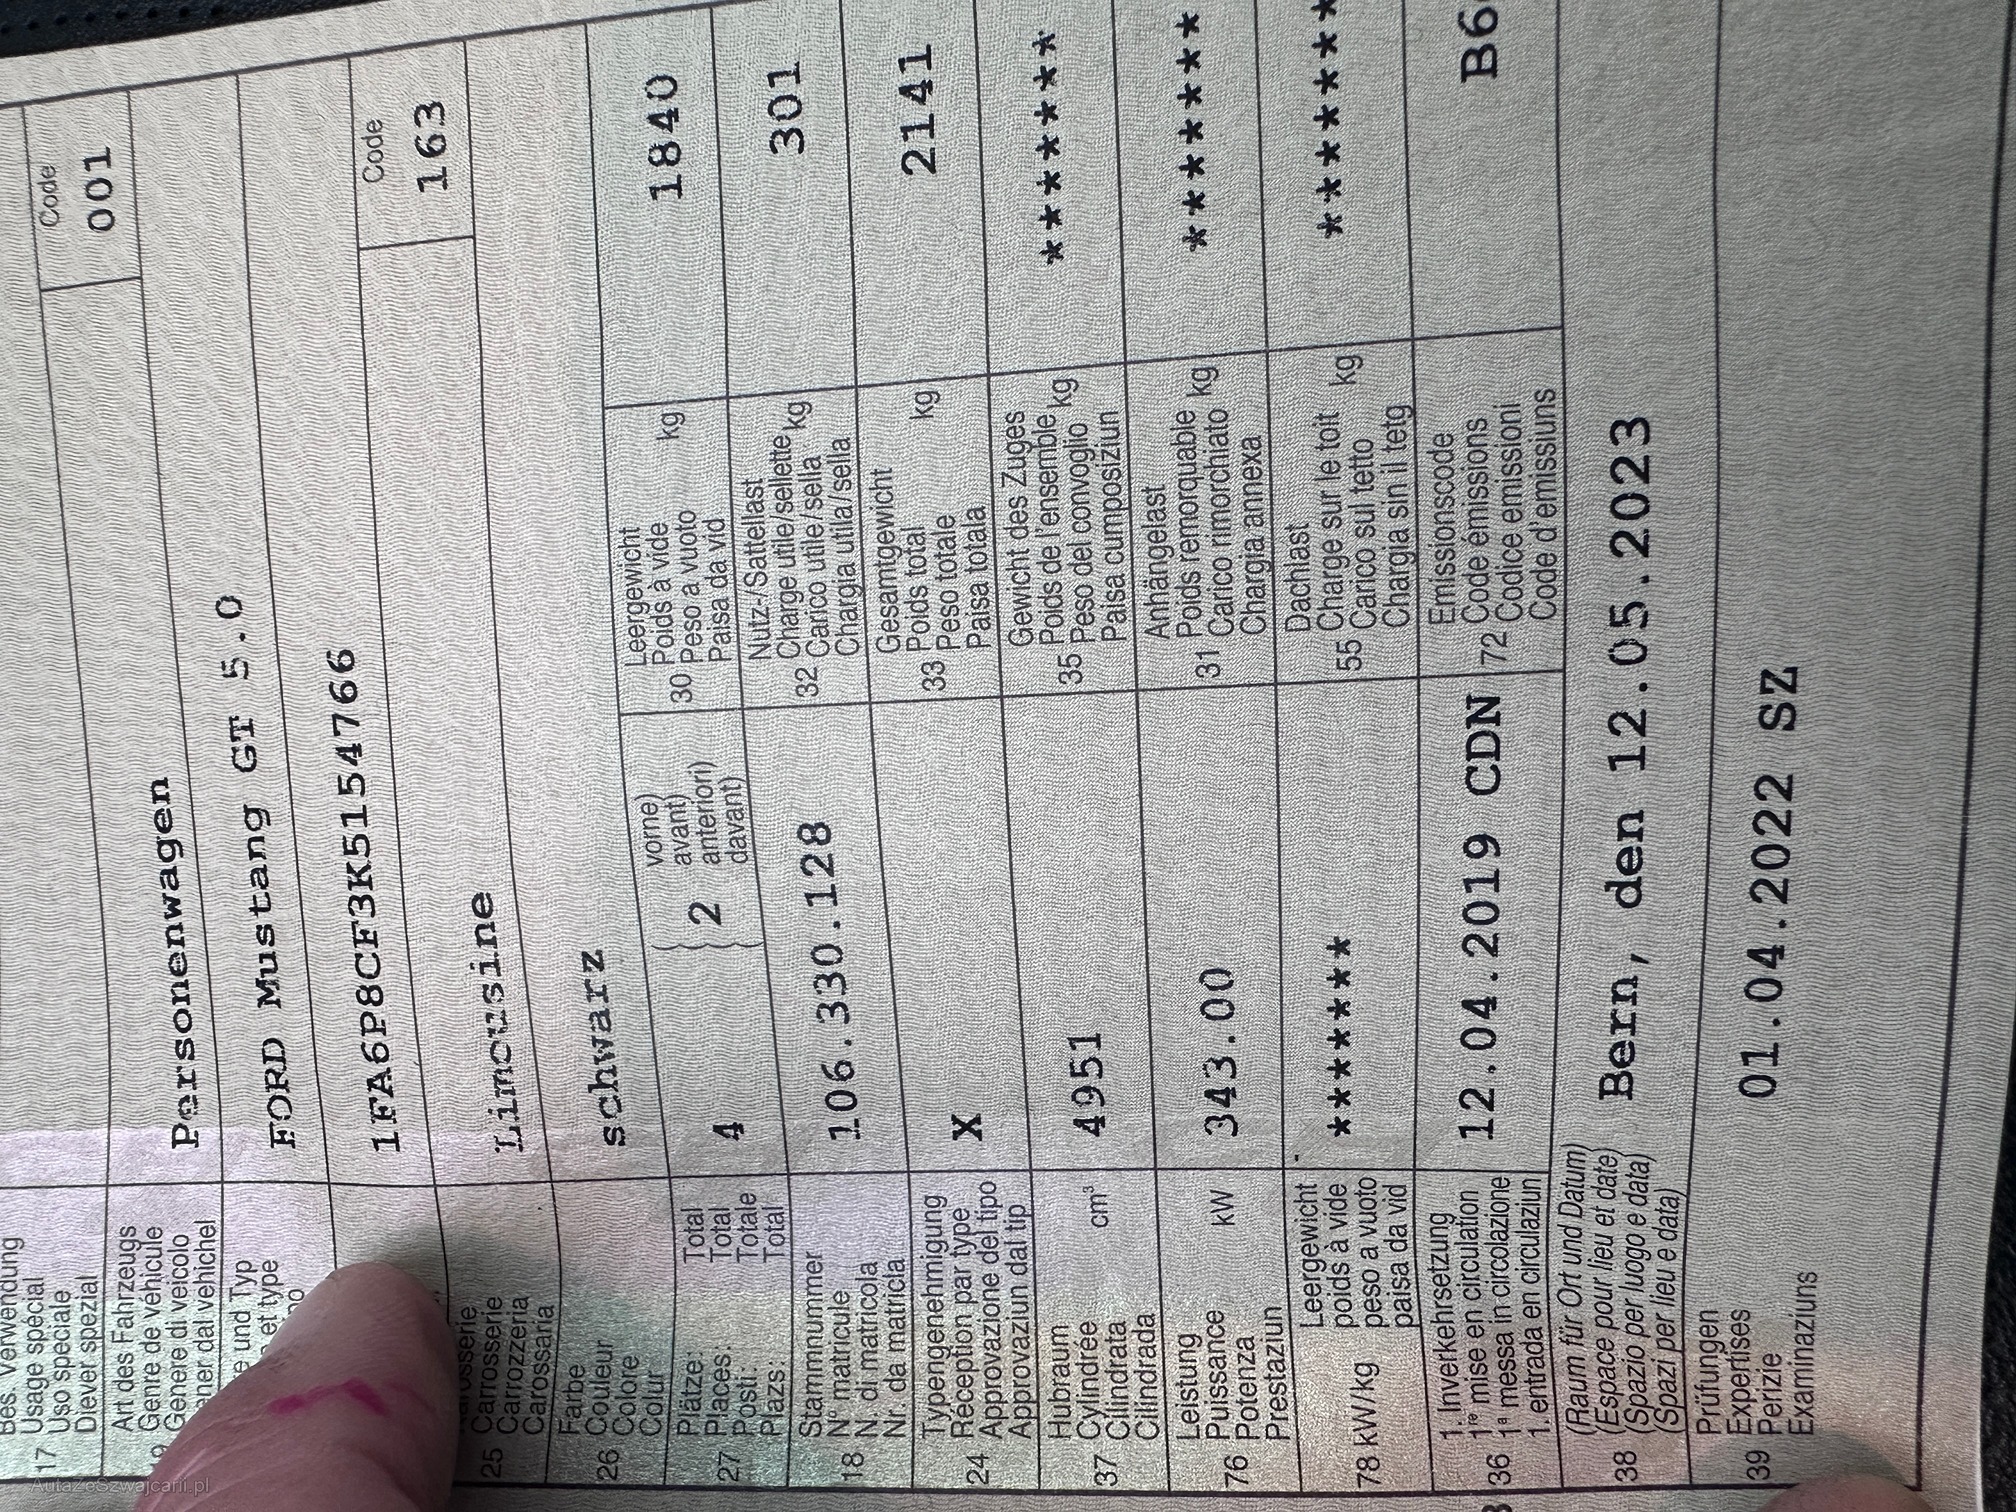 Bes. Verwendung
17 Usage spécial
Uso speciale
Diever spezial
Code
001
Art des Fahrzeugs
19 Genre de véhicule
Genere di veicolo
vehichel
Personenwagen
Code
163
e und Typ
et type
FORD Mustang GT 5.0
1FA6P8CF3K5154766
25 Carrosserie
Carrozzeria
Carossaria
Limousine
Farbe
26 Couleur
Colore
Colur
schwarz
Plätze: Total
27 Places: Total
Posti: Totale
Plazs: Total
4
2
vorne)
avant)
anteriori)
davant)
Leergewicht
Poids à vide
30 Peso a vuoto kg
Paisa da vid
1840
Stammnummer
18 N° matricule
N. di matricola
Nr. da matricla
106.330.128
Nutz-/Sattellast
32 Charge utile/sellette kg
Carico utile/sella
Chargia utila/sella
301
Typengenehmigung
24 Réception par type
Approvazione del tipo
Approvaziun dal tip
X
Gesamtgewicht
33 Poids total kg
Peso totale
Paisa totala
2141
Hubraum
37 Cylindrée cm³
Cilindrata
Cilindrada
4951
Gewicht des Zuges
35 Poids de l'ensemble kg
Peso del convoglio
Paisa cumposiziun
*******
Leistung
76 Puissance kW
Potenza
Prestaziun
343.00
Anhängelast
31 Poids remorquable kg
Carico rimorchiato
Chargia annexa
*******
78 kW/kg
Leergewicht
poids à vide
peso a vuoto
paisa da vid
*******
Dachlast
55 Charge sur le toit kg
Carico sul tetto
Chargia sin il tetg
*******
1. Inverkehrsetzung
36 1re mise en circulation
1a messa in circolazione
1. entrada en circulaziun
12.04.2019 CDN
Emissionscode
72 Code émissions
Codice emissioni
Code d'emissiuns
B6
38 (Raum für Ort und Datum)
(Espace pour lieu et date)
(Spazio per luogo e data)
(Spazi per lieu e data)
Bern, den 12.05.2023
Prüfungen
39 Expertises
Perizie
Examinaziuns
01.04.2022 SZ
AutazeSzwajcarii.pl